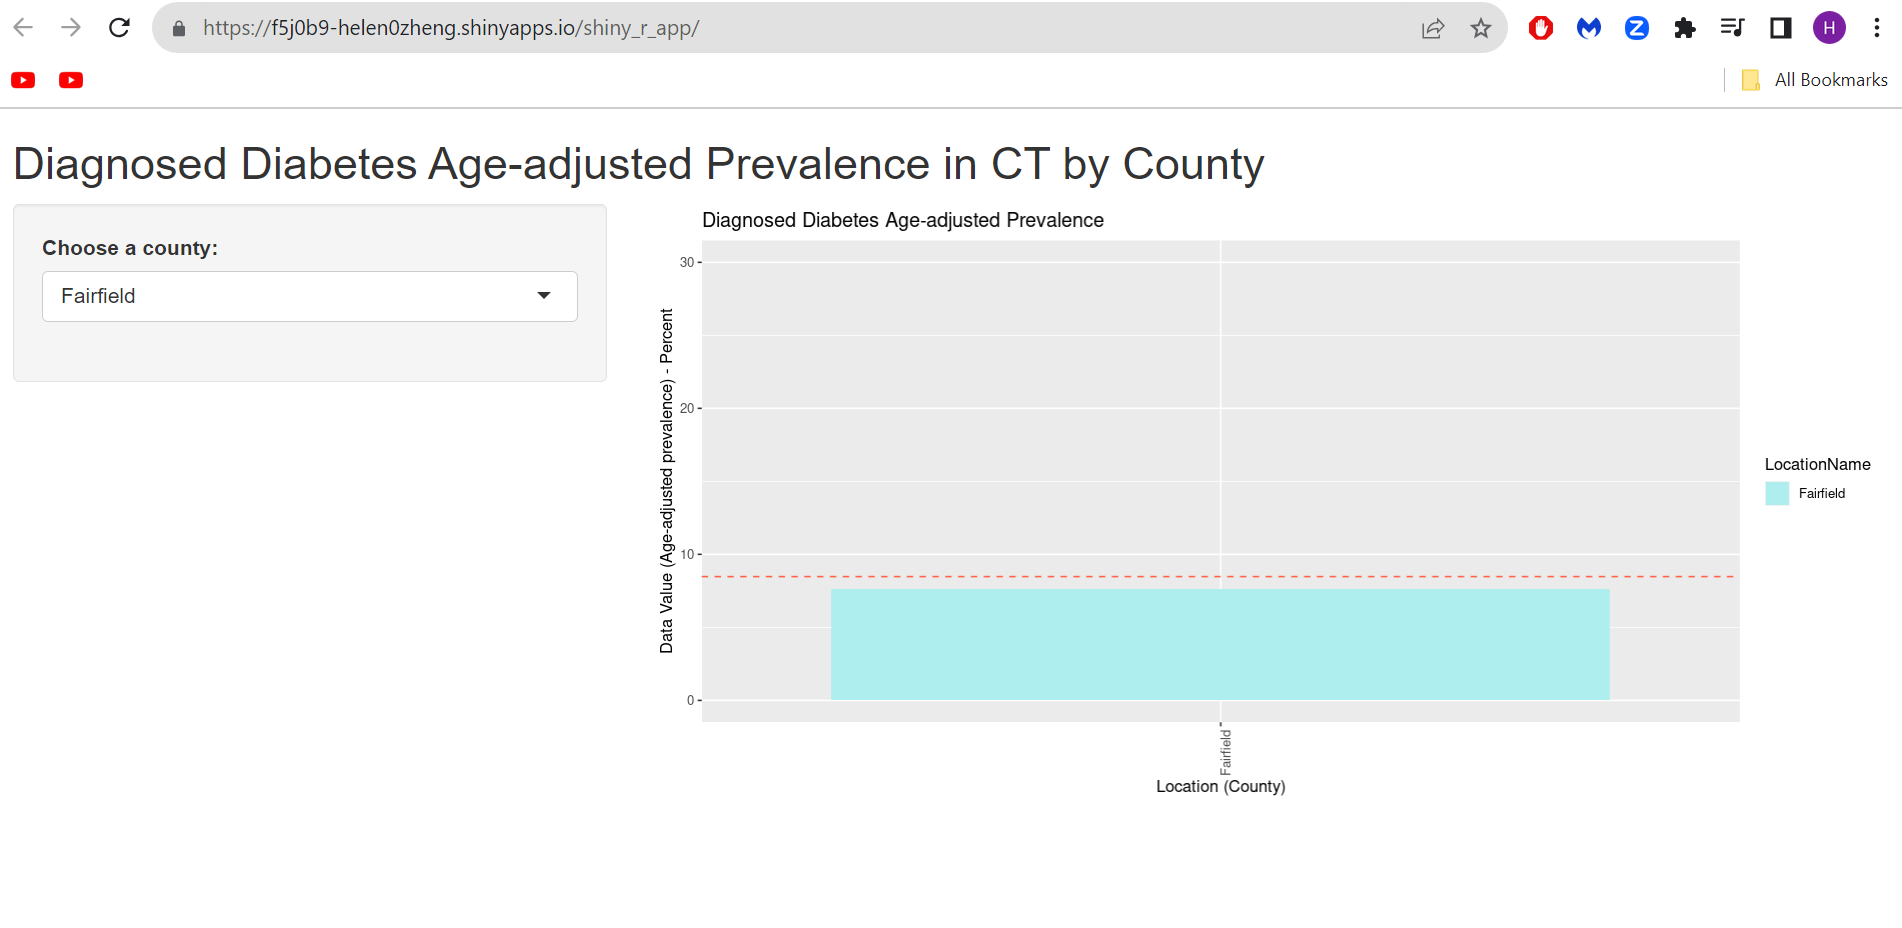 https://f5j0b9-helen0zheng.shinyapps.io/shiny_r_app/
H
All Bookmarks
Diagnosed Diabetes Age-adjusted Prevalence in CT by County
Choose a county:
Fairfield
Diagnosed Diabetes Age-adjusted Prevalence
Data Value (Age-adjusted prevalence) - Percent
30
20
10
0
Fairfield
Location (County)
LocationName
Fairfield